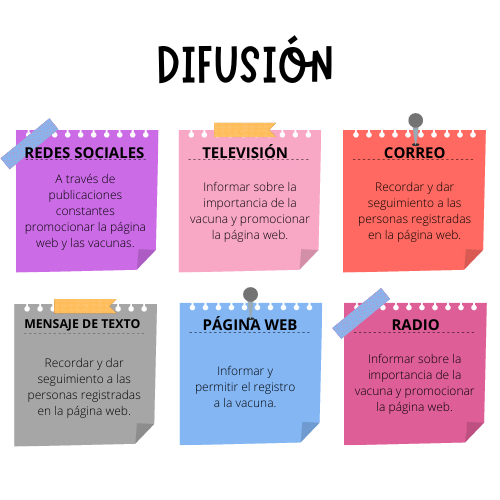 DIFUSIÓN
REDES SOCIALES
A través de
publicaciones
constantes
promocionar la página
web y las vacunas.
TELEVISIÓN
Informar sobre la
importancia de la
vacuna y promocionar
la página web.
CORREO
Recordar y dar
seguimiento a las
personas registradas
en la página web.
MENSAJE DE TEXTO
Recordar y dar
seguimiento a las
personas registradas
en la página web.
PÁGINA WEB
Informar y
permitir el registro
a la vacuna.
RADIO
Informar sobre la
importancia de la
vacuna y promocionar
la página web.